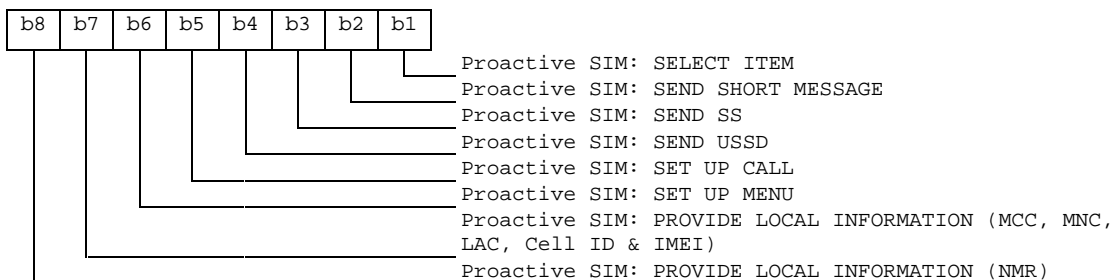 b8 b7 b6 b5 b4 b3 b2 b1
Proactive SIM: SELECT ITEM
Proactive SIM: SEND SHORT MESSAGE
Proactive SIM: SEND SS
Proactive SIM: SEND USSD
Proactive SIM: SET UP CALL
Proactive SIM: SET UP MENU
Proactive SIM: PROVIDE LOCAL INFORMATION (MCC, MNC,
LAC, Cell ID & IMEI)
Proactive SIM: PROVIDE LOCAL INFORMATION (NMR)